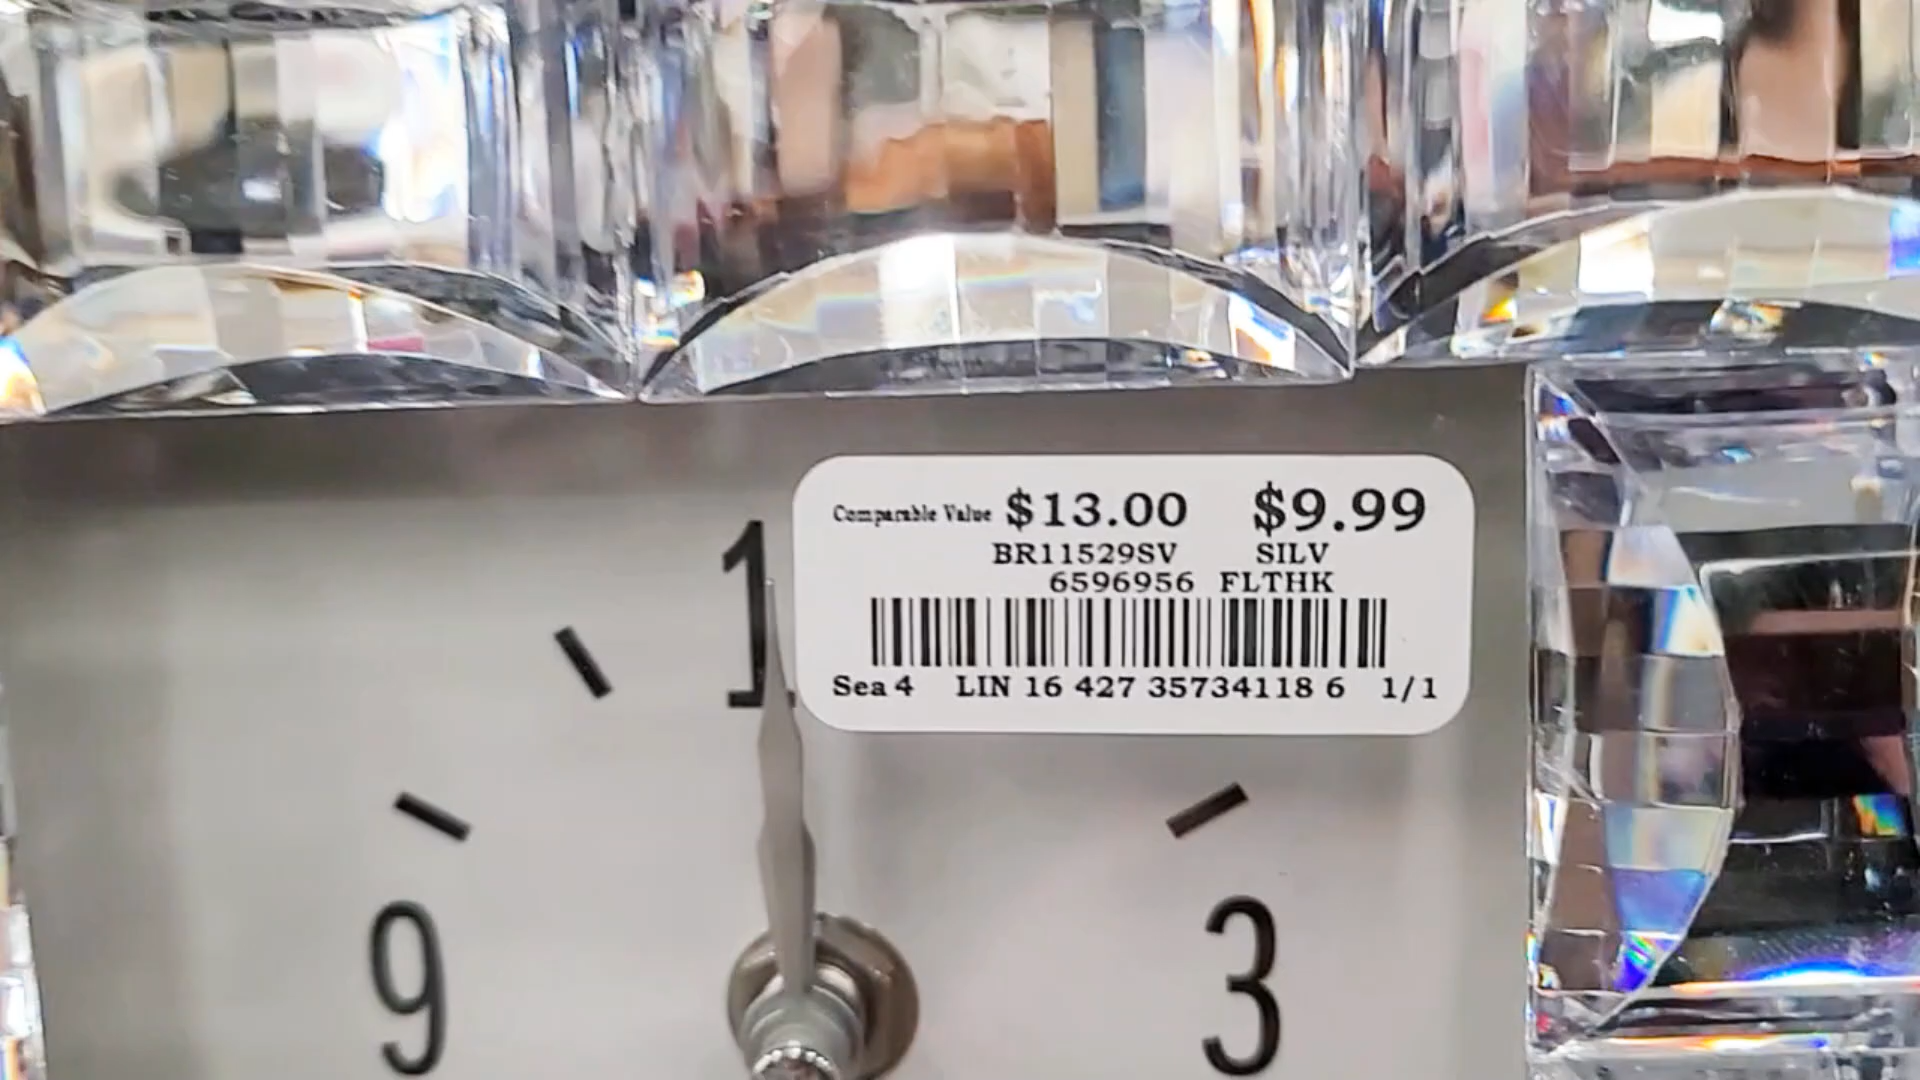 Comparable Value $13.00 $9.99
BR11529SV SILV
6596956 FLTHK
Sea 4 LIN 16 427 35734118 6 1/1
1
9
3